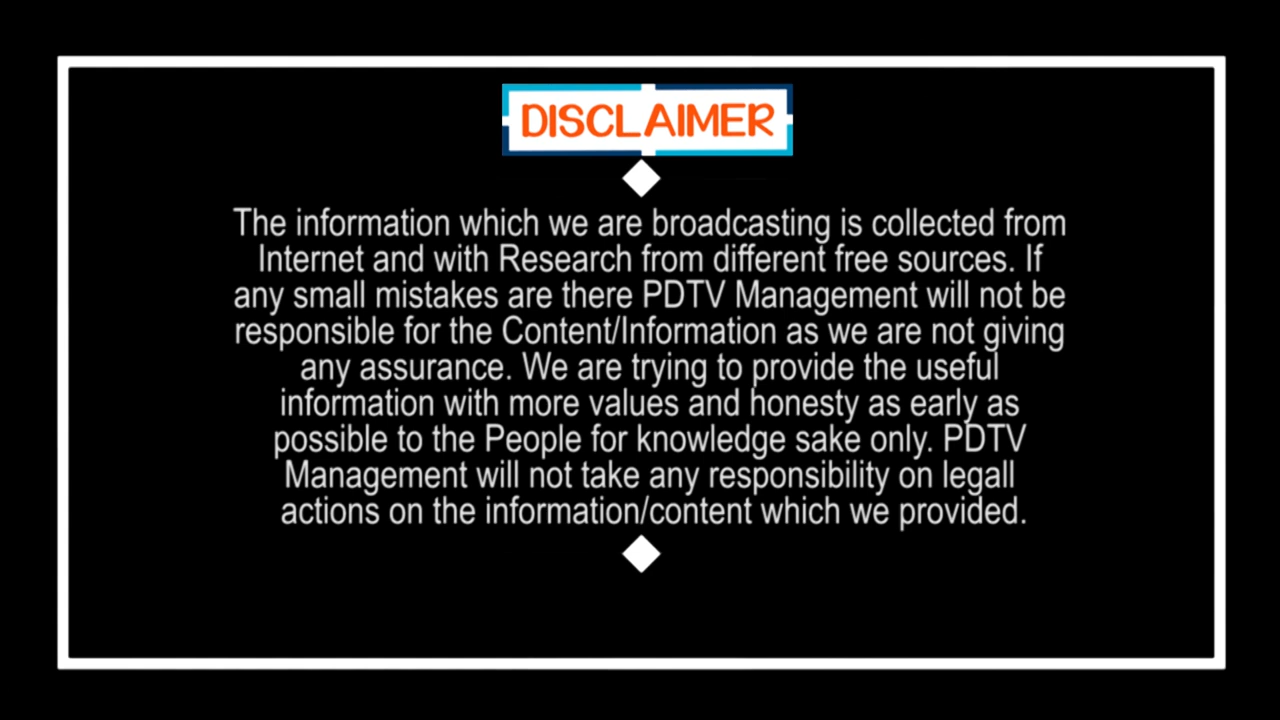 DISCLAIMER
The information which we are broadcasting is collected from
Internet and with Research from different free sources. If
any small mistakes are there PDTV Management will not be
responsible for the Content/Information as we are not giving
any assurance. We are trying to provide the useful
information with more values and honesty as early as
possible to the People for knowledge sake only. PDTV
Management will not take any responsibility on legall
actions on the information/content which we provided.